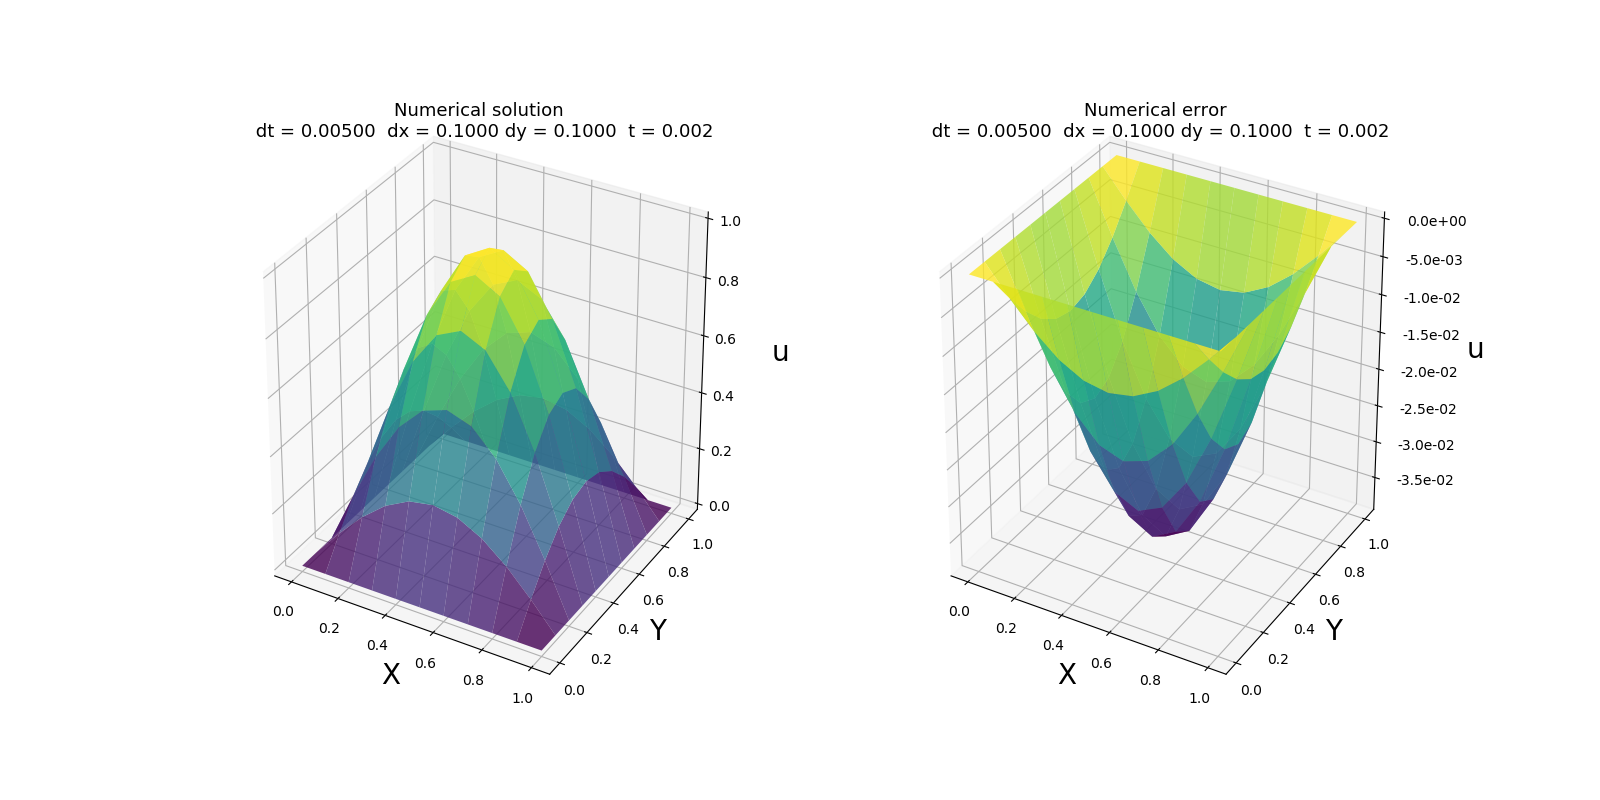 Numerical solution
dt = 0.00500  dx = 0.1000 dy = 0.1000  t = 0.002
1.0
0.8
0.6
0.4
0.2
0.0
u
0.0
0.2
0.4
0.6
0.8
1.0
X
0.0
0.2
0.4
0.6
0.8
1.0
Y
Numerical error
dt = 0.00500  dx = 0.1000 dy = 0.1000  t = 0.002
0.0e+00
-5.0e-03
-1.0e-02
-1.5e-02
-2.0e-02
-2.5e-02
-3.0e-02
-3.5e-02
u
0.0
0.2
0.4
0.6
0.8
1.0
X
0.0
0.2
0.4
0.6
0.8
1.0
Y